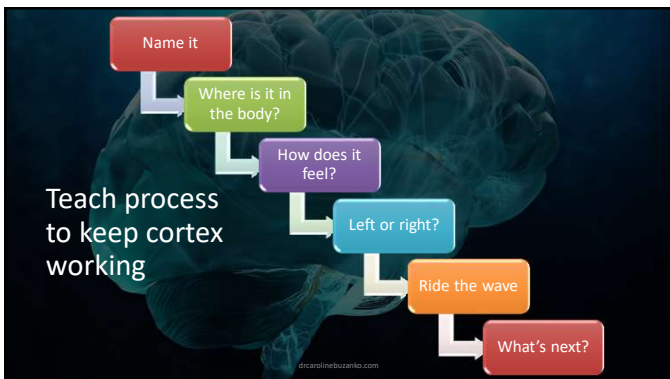 Name it
Where is it in
the body?
How does it
feel?
Teach process
to keep cortex
working
Left or right?
Ride the wave
What's next?
drcarolinebuzanko.com